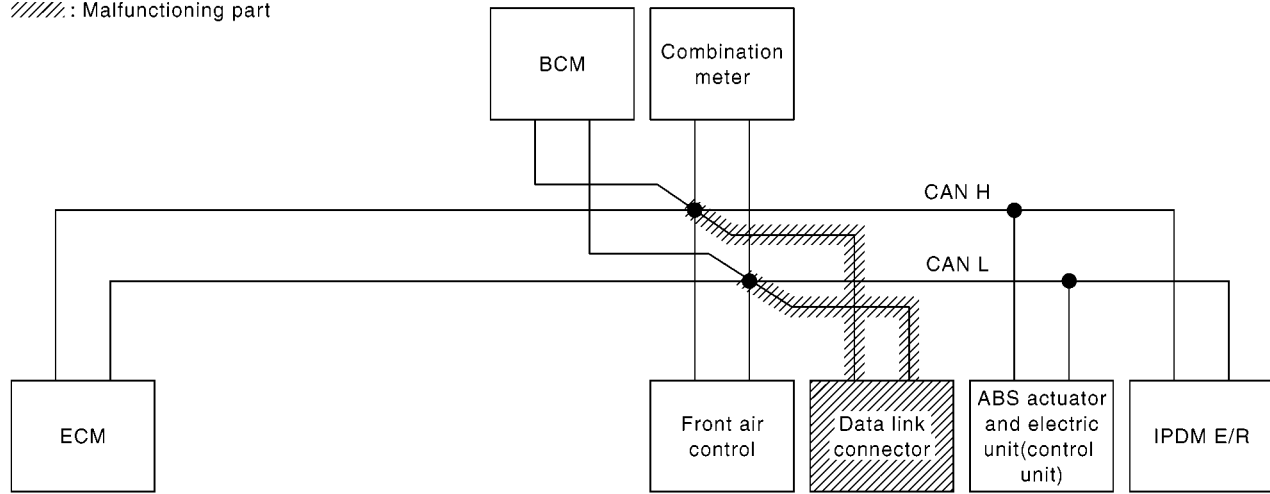 : Malfunctioning part
BCM
Combination
meter
CAN H
CAN L
ECM
Front air
control
Data link
connector
ABS actuator
and electric
unit(control
unit)
IPDM E/R